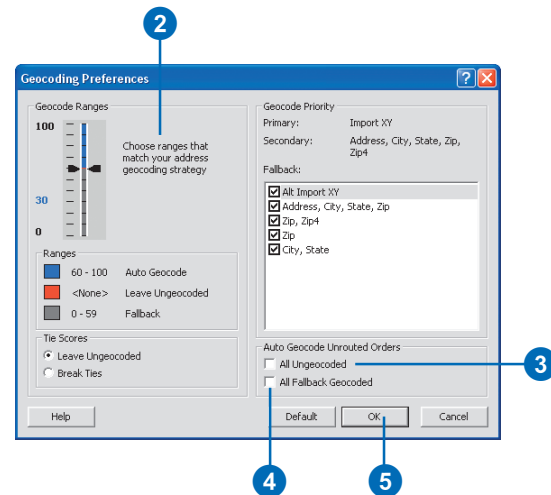 2
Geocoding Preferences
Geocode Ranges
100
30
0
Choose ranges that
match your address
geocoding strategy
Ranges
60 - 100 Auto Geocode
<None> Leave Ungeocoded
0 - 59 Fallback
Tie Scores
Leave Ungeocoded
Break Ties
Geocode Priority
Primary: Import XY
Secondary: Address, City, State, Zip,
Zip4
Fallback:
Alt Import XY
Address, City, State, Zip
Zip, Zip4
Zip
City, State
Auto Geocode Unrouted Orders
All Ungeocoded
3
All Fallback Geocoded
Help
Default
OK
Cancel
4
5